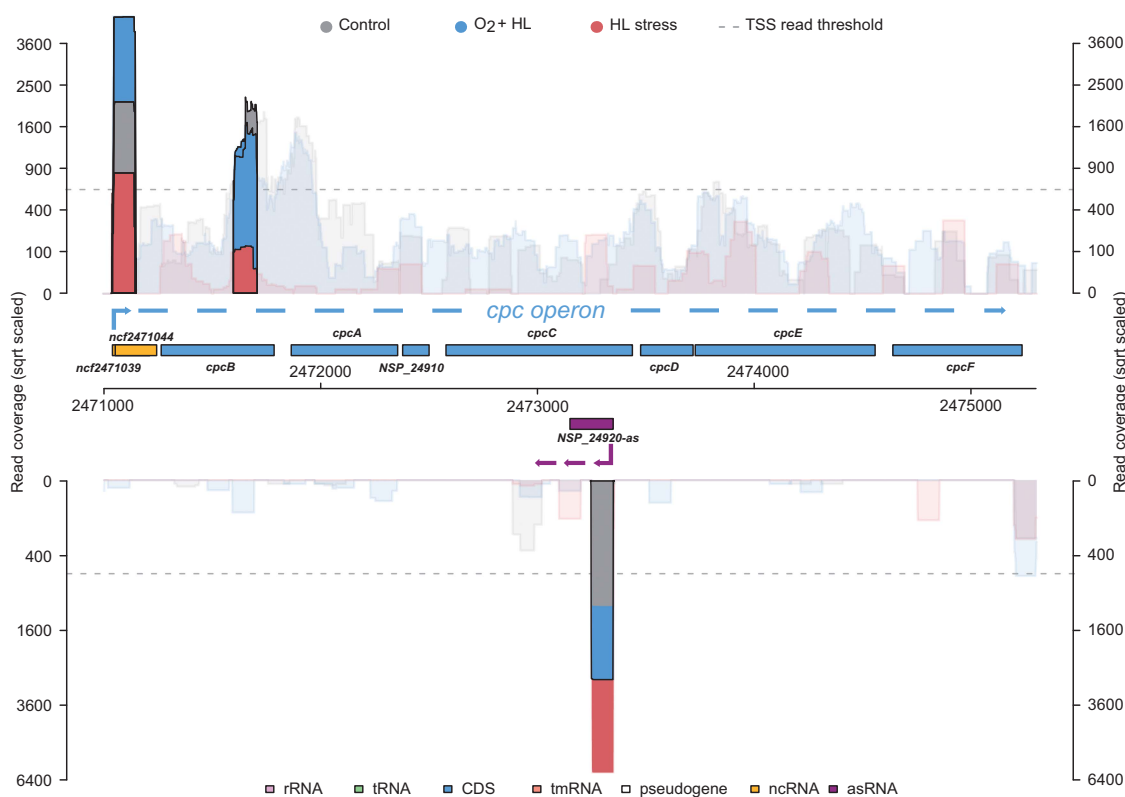 Control O2 + HL HL stress TSS read threshold
3600 3600
2500 2500
1600 1600
900 900
400 400
100 100
0 0
Read coverage (sqrt scaled)
Read coverage (sqrt scaled)
cpc operon
ncf2471044 cpcA cpcC cpcE
ncf2471039 cpcB NSP_24910 cpcD cpcF
2472000 2474000
2471000 2473000 2475000
NSP_24920-as
0 0
400 400
1600 1600
3600 3600
6400 6400
rRNA tRNA CDS tmRNA pseudogene ncRNA asRNA